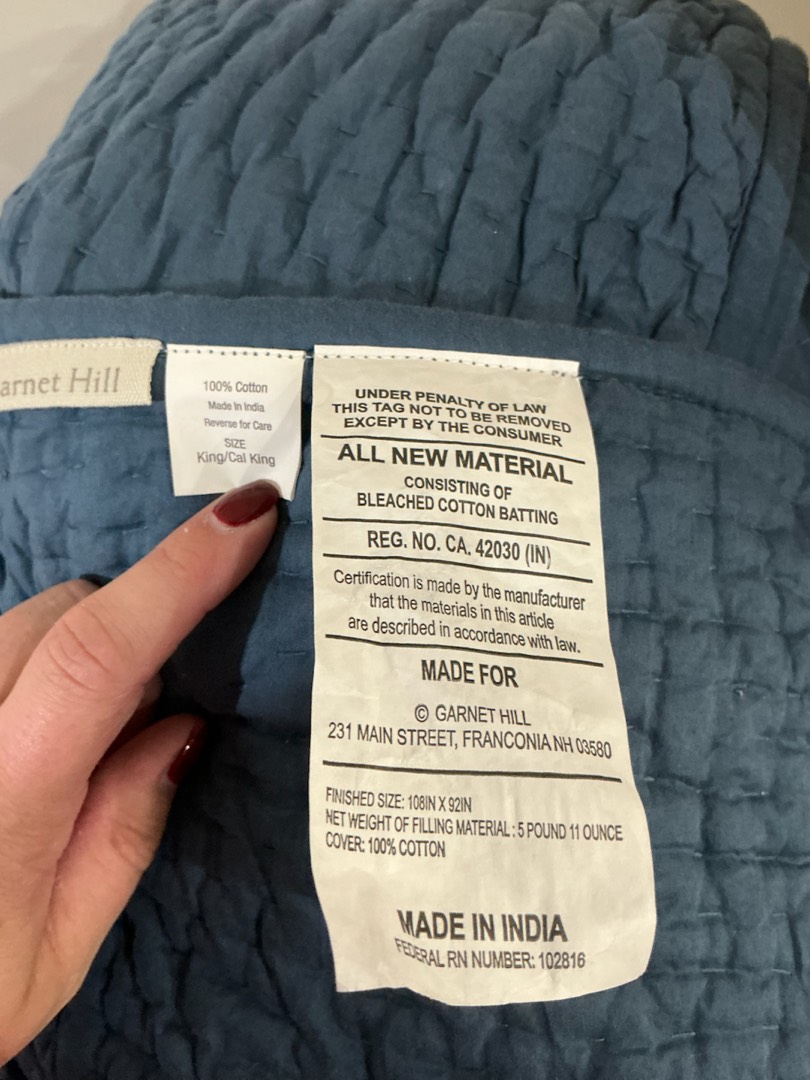 arnet Hill
100% Cotton
Made In India
Reverse for Care
SIZE
King/Cal King
UNDER PENALTY OF LAW
THIS TAG NOT TO BE REMOVED
EXCEPT BY THE CONSUMER
ALL NEW MATERIAL
CONSISTING OF
BLEACHED COTTON BATTING
REG. NO. CA. 42030 (IN)
Certification is made by the manufacturer
that the materials in this article
are described in accordance with law.
MADE FOR
© GARNET HILL
231 MAIN STREET, FRANCONIA NH 03580
FINISHED SIZE: 108IN X 92IN
NET WEIGHT OF FILLING MATERIAL : 5 POUND 11 OUNCE
COVER: 100% COTTON
MADE IN INDIA
FEDERAL RN NUMBER: 102816